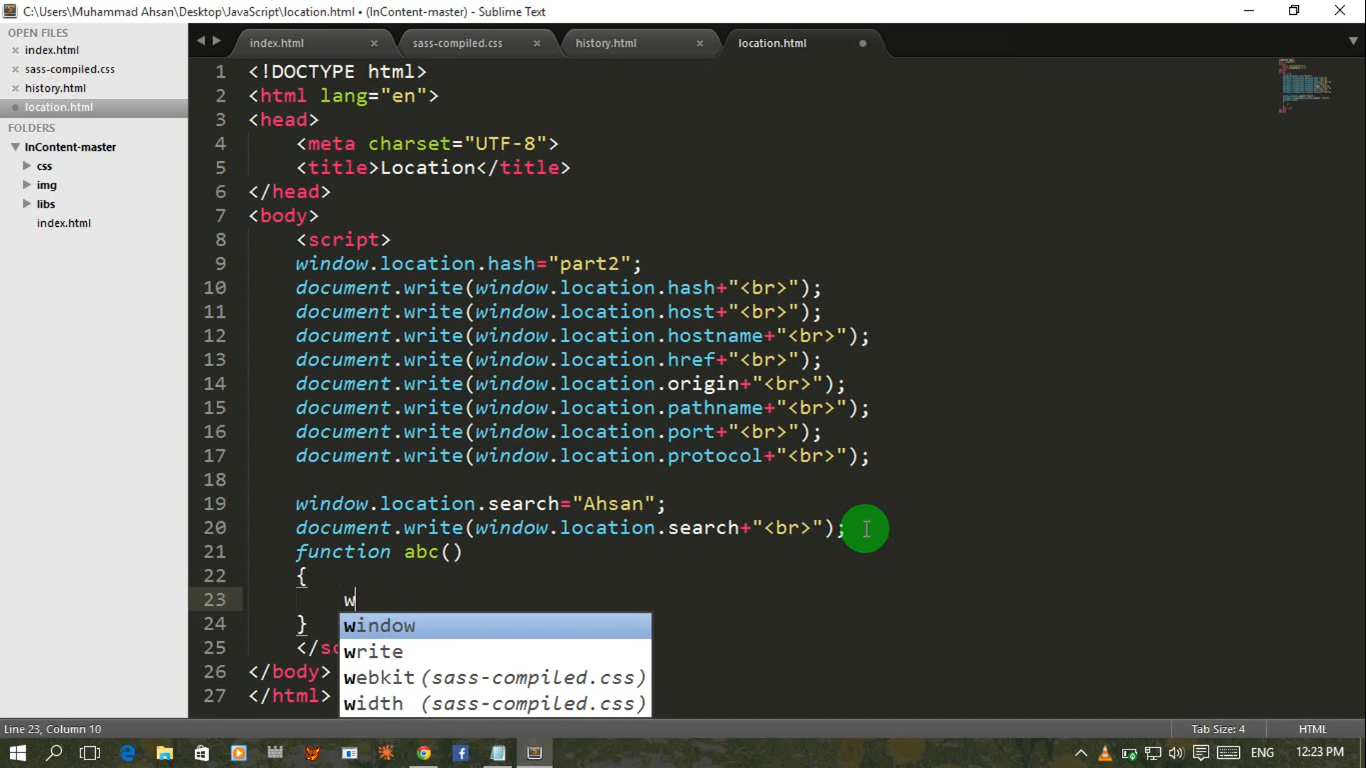 C:\Users\Muhammad Ahsan\Desktop\JavaScript\location.html • (InContent-master) - Sublime Text
OPEN FILES
index.html
sass-compiled.css
history.html
location.html
FOLDERS
InContent-master
css
img
libs
index.html
index.html
sass-compiled.css
history.html
location.html
1 <!DOCTYPE html>
2 <html lang="en">
3 <head>
4 <meta charset="UTF-8">
5 <title>Location</title>
6 </head>
7 <body>
8 <script>
9 window.location.hash="part2";
10 document.write(window.location.hash+"<br>");
11 document.write(window.location.host+"<br>");
12 document.write(window.location.hostname+"<br>");
13 document.write(window.location.href+"<br>");
14 document.write(window.location.origin+"<br>");
15 document.write(window.location.pathname+"<br>");
16 document.write(window.location.port+"<br>");
17 document.write(window.location.protocol+"<br>");
18
19 window.location.search="Ahsan";
20 document.write(window.location.search+"<br>");
21 function abc()
22 {
23 w
24 }
25 </sc
26 </body>
27 </html>
window
write
webkit (sass-compiled.css)
width (sass-compiled.css)
Line 23, Column 10
Tab Size: 4
HTML
ENG
12:23 PM